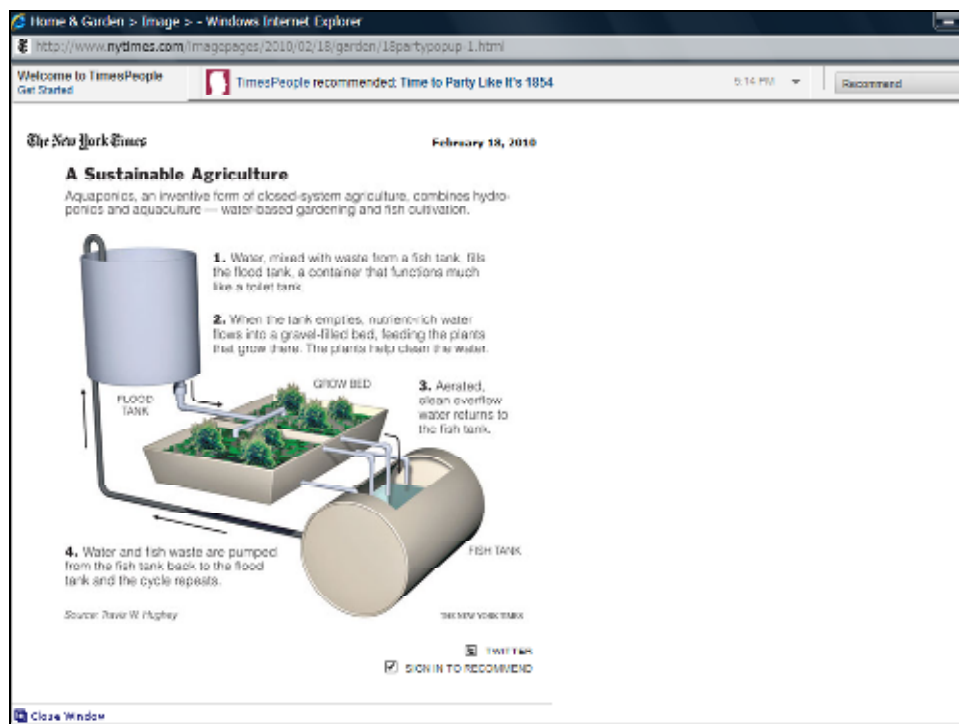 Home & Garden > Image > - Windows Internet Explorer
http://www.nytimes.com/imagepages/2010/02/18/garden/18partypopup-1.html
Welcome to TimesPeople
Get Started
TimesPeople recommended: Time to Party Like It's 1854
5:14 PM
Recommend
The New York Times
February 18, 2010
A Sustainable Agriculture
Aquaponics, an inventive form of closed-system agriculture, combines hydro-
ponics and aquaculture — water-based gardening and fish cultivation.
1. Water, mixed with waste from a fish tank, fills
the flood tank, a container that functions much
like a toilet tank.
2. When the tank empties, nutrient-rich water
flows into a gravel-filled bed, feeding the plants
that grow there. The plants help clean the water.
GROW BED
3. Aerated,
clean overflow
water returns to
the fish tank.
FLOOD
TANK
FISH TANK
4. Water and fish waste are pumped
from the fish tank back to the flood
tank and the cycle repeats.
Source: Travis W. Hughey
THE NEW YORK TIMES
TWITTER
SIGN IN TO RECOMMEND
Close Window